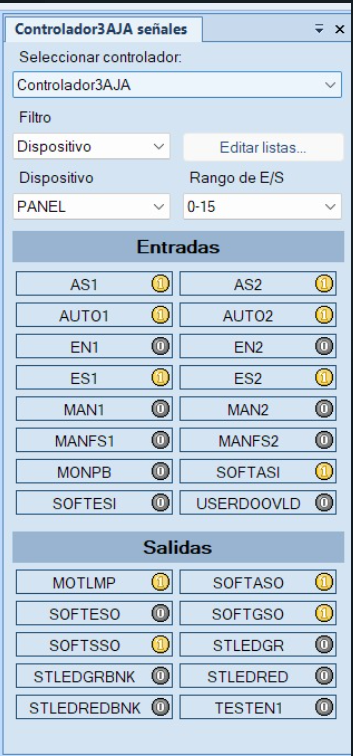 Controlador3AJA señales
Seleccionar controlador:
Controlador3AJA
Filtro
Dispositivo Editar listas...
Dispositivo Rango de E/S
PANEL 0-15
Entradas
AS1 1 AS2 1
AUTO1 1 AUTO2 1
EN1 0 EN2 0
ES1 1 ES2 1
MAN1 0 MAN2 0
MANFS1 0 MANFS2 0
MONPB 0 SOFTASI 1
SOFTESI 0 USERDOOVLD 0
Salidas
MOTLMP 1 SOFTASO 1
SOFTESO 0 SOFTGSO 1
SOFTSSO 1 STLEDGR 0
STLEDGRBNK 0 STLEDRED 0
STLEDREDBNK 0 TESTEN1 0